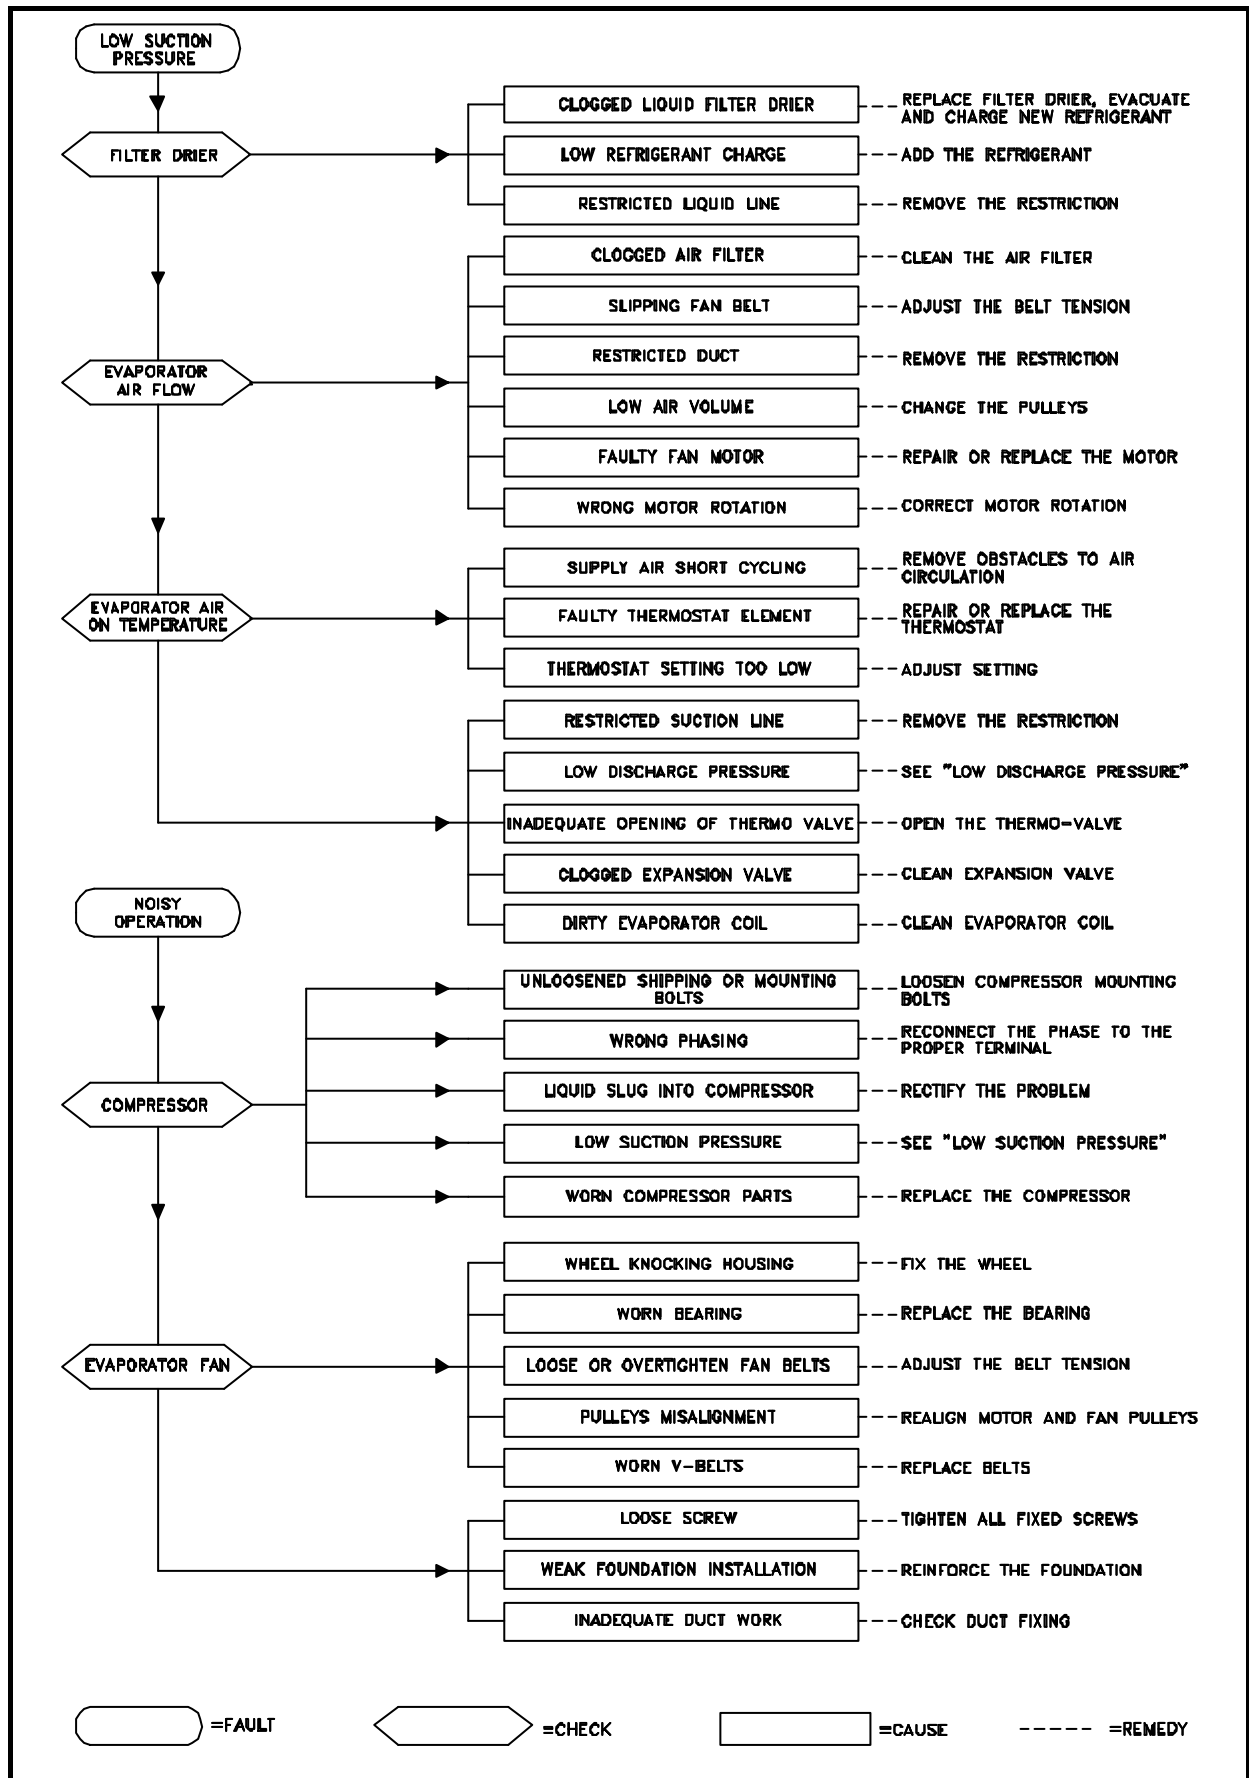 LOW SUCTION
PRESSURE
FILTER DRIER
CLOGGED LIQUID FILTER DRIER
REPLACE FILTER DRIER, EVACUATE
AND CHARGE NEW REFRIGERANT
LOW REFRIGERANT CHARGE
ADD THE REFRIGERANT
RESTRICTED LIQUID LINE
REMOVE THE RESTRICTION
EVAPORATOR
AIR FLOW
CLOGGED AIR FILTER
CLEAN THE AIR FILTER
SLIPPING FAN BELT
ADJUST THE BELT TENSION
RESTRICTED DUCT
REMOVE THE RESTRICTION
LOW AIR VOLUME
CHANGE THE PULLEYS
FAULTY FAN MOTOR
REPAIR OR REPLACE THE MOTOR
WRONG MOTOR ROTATION
CORRECT MOTOR ROTATION
EVAPORATOR AIR
ON TEMPERATURE
SUPPLY AIR SHORT CYCLING
REMOVE OBSTACLES TO AIR
CIRCULATION
FAULTY THERMOSTAT ELEMENT
REPAIR OR REPLACE THE
THERMOSTAT
THERMOSTAT SETTING TOO LOW
ADJUST SETTING
RESTRICTED SUCTION LINE
REMOVE THE RESTRICTION
LOW DISCHARGE PRESSURE
SEE "LOW DISCHARGE PRESSURE"
INADEQUATE OPENING OF THERMO VALVE
OPEN THE THERMO-VALVE
CLOGGED EXPANSION VALVE
CLEAN EXPANSION VALVE
DIRTY EVAPORATOR COIL
CLEAN EVAPORATOR COIL
NOISY
OPERATION
COMPRESSOR
UNLOOSENED SHIPPING OR MOUNTING
BOLTS
LOOSEN COMPRESSOR MOUNTING
BOLTS
WRONG PHASING
RECONNECT THE PHASE TO THE
PROPER TERMINAL
LIQUID SLUG INTO COMPRESSOR
RECTIFY THE PROBLEM
LOW SUCTION PRESSURE
SEE "LOW SUCTION PRESSURE"
WORN COMPRESSOR PARTS
REPLACE THE COMPRESSOR
EVAPORATOR FAN
WHEEL KNOCKING HOUSING
FIX THE WHEEL
WORN BEARING
REPLACE THE BEARING
LOOSE OR OVERTIGHTEN FAN BELTS
ADJUST THE BELT TENSION
PULLEYS MISALIGNMENT
REALIGN MOTOR AND FAN PULLEYS
WORN V-BELTS
REPLACE BELTS
LOOSE SCREW
TIGHTEN ALL FIXED SCREWS
WEAK FOUNDATION INSTALLATION
REINFORCE THE FOUNDATION
INADEQUATE DUCT WORK
CHECK DUCT FIXING
=FAULT
=CHECK
=CAUSE
=REMEDY